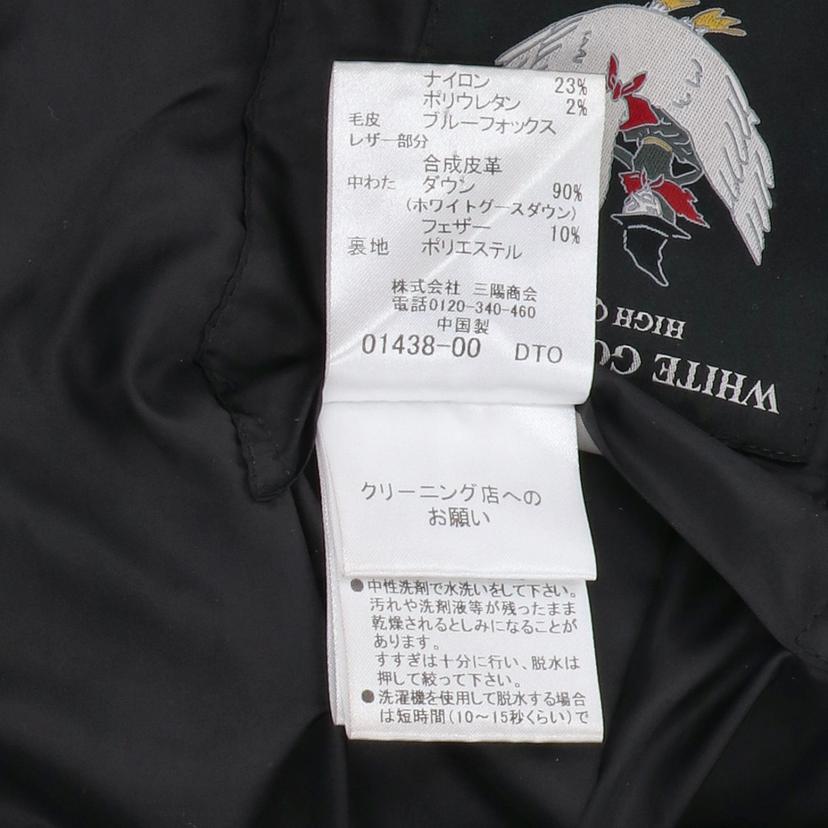 ナイロン 23%
ポリウレタン 2%
毛皮 ブルーフォックス
レザー部分
合成皮革
中わた ダウン 90%
(ホワイトグースダウン)
フェザー 10%
裏地 ポリエステル
株式会社 三陽商会
電話0120-340-460
中国製
01438-00 DTO
クリーニング店への
お願い
●中性洗剤で水洗いをして下さい。
汚れや洗剤液等が残ったまま
乾燥されるとしみになることが
あります。
すすぎは十分に行い、脱水は
押して絞って下さい。
●洗濯機を使用して脱水する場合
は短時間(10〜15秒くらい)で
HIGH
WHITE